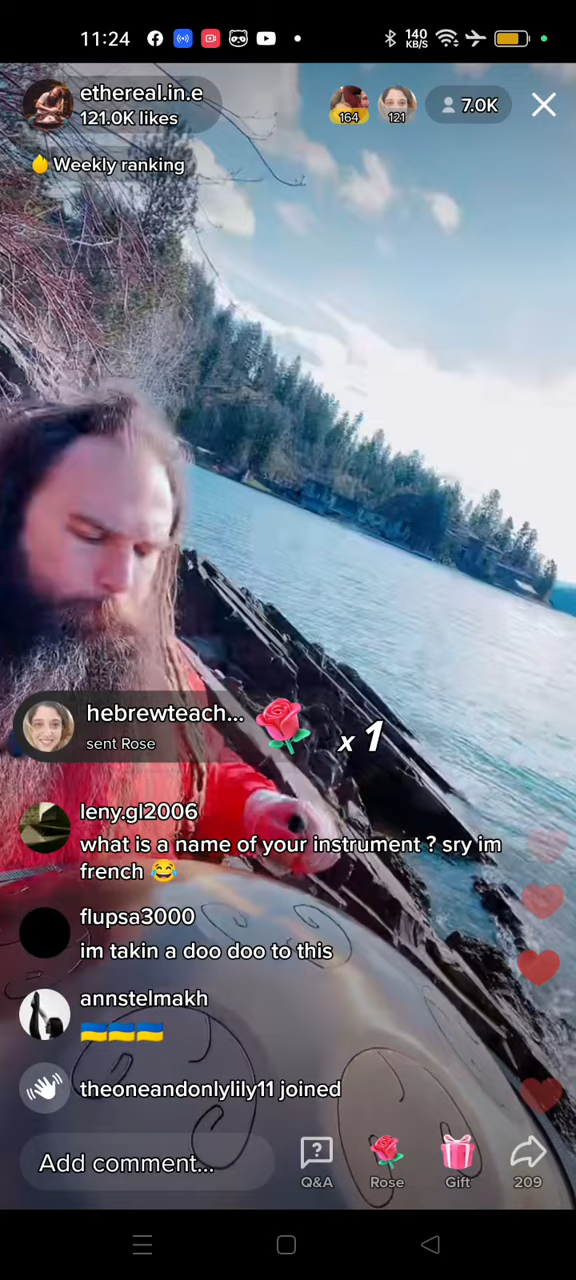 11:24
140
KB/S
ethereal.in.e
121.0K likes
164
121
7.0K
Weekly ranking
hebrewteach...
sent Rose
x 1
leny.gl2006
what is a name of your instrument ? sry im
french 😂
flupsa3000
im takin a doo doo to this
annstelmakh
🇺🇦🇺🇦🇺🇦
theoneandonlylily11 joined
Add comment...
Q&A
Rose
Gift
209